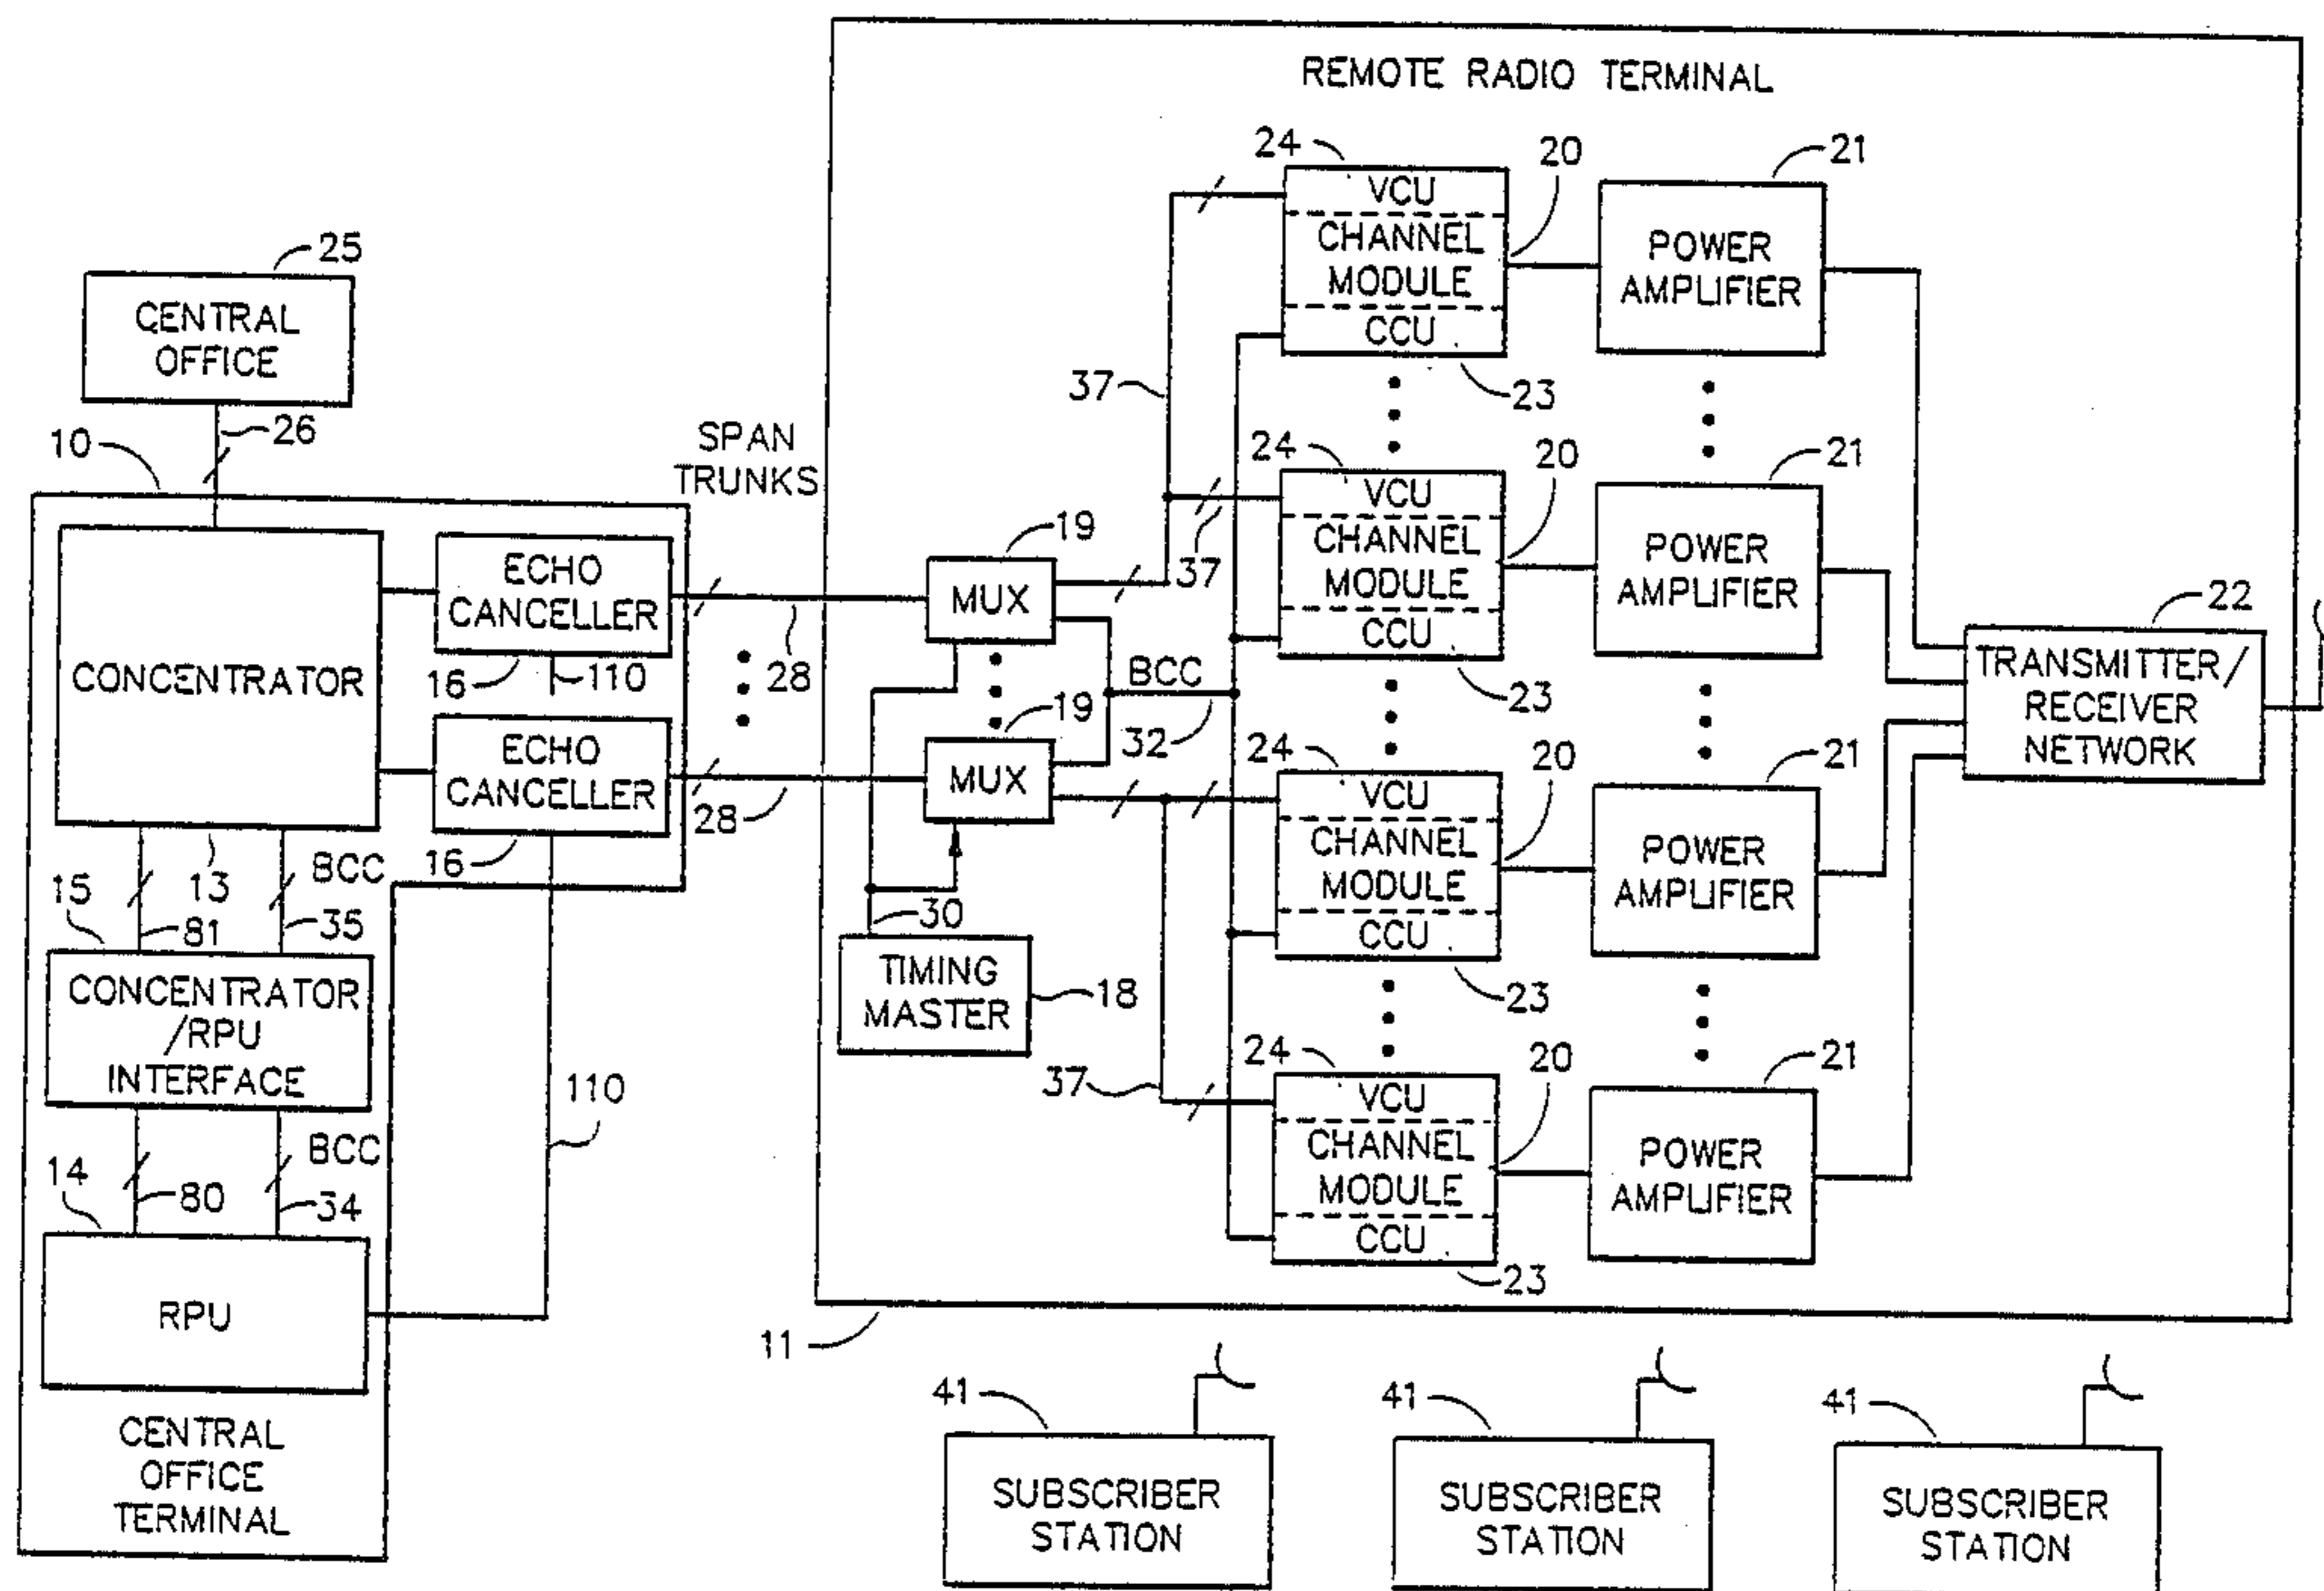 REMOTE RADIO TERMINAL
25
CENTRAL
OFFICE
26
10
SPAN
TRUNKS
CONCENTRATOR
13
ECHO
CANCELLER
16
110
28
ECHO
CANCELLER
16
28
BCC
15
81
35
CONCENTRATOR
/RPU
INTERFACE
BCC
14
80
34
110
RPU
CENTRAL
OFFICE
TERMINAL
19
MUX
19
MUX
BCC
32
30
TIMING
MASTER
18
37
37
37
24
VCU
CHANNEL
MODULE
CCU
23
20
21
POWER
AMPLIFIER
24
VCU
CHANNEL
MODULE
CCU
23
20
21
POWER
AMPLIFIER
24
VCU
CHANNEL
MODULE
CCU
23
20
21
POWER
AMPLIFIER
24
VCU
CHANNEL
MODULE
CCU
23
20
21
POWER
AMPLIFIER
22
TRANSMITTER/
RECEIVER
NETWORK
11
41
SUBSCRIBER
STATION
41
SUBSCRIBER
STATION
41
SUBSCRIBER
STATION